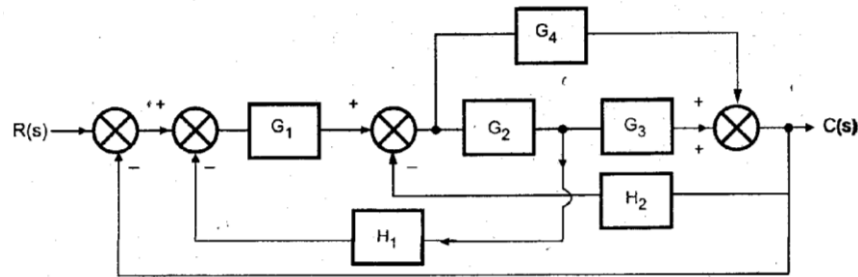 G4
+
+
R(s)
+
G1
+
G2
G3
+
C(s)
−
−
−
+
H2
H1